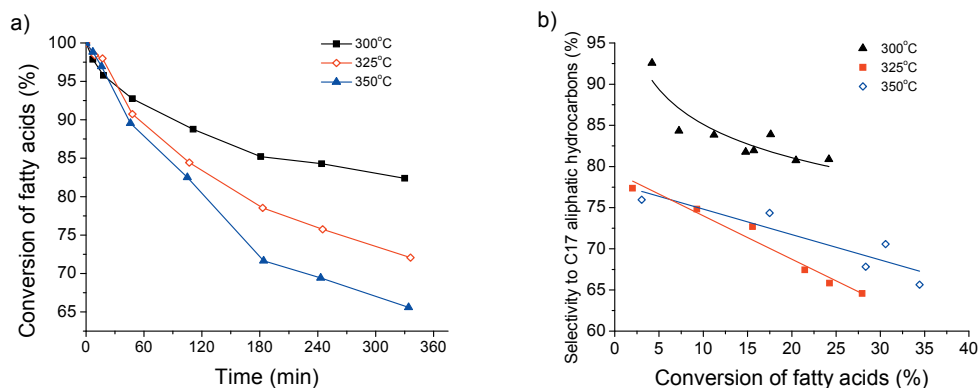 a)
Conversion of fatty acids (%)
100
95
90
85
80
75
70
65
0
60
120
180
240
300
360
Time (min)
300°C
325°C
350°C
b)
Selectivity to C17 aliphatic hydrocarbons (%)
95
90
85
80
75
70
65
60
0
5
10
15
20
25
30
35
40
Conversion of fatty acids (%)
300°C
325°C
350°C